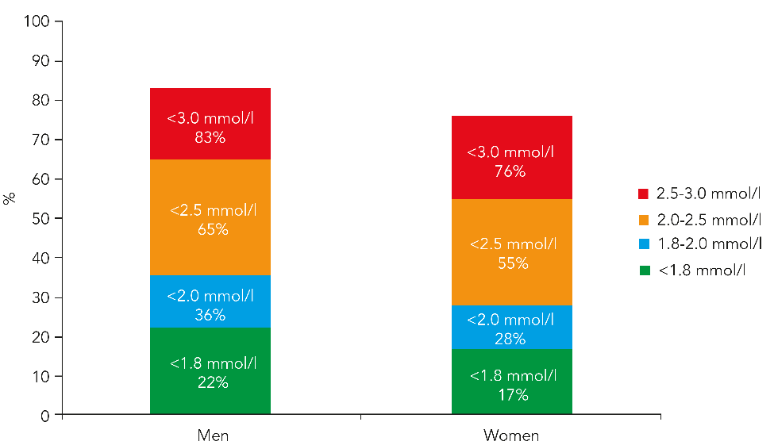 100
90
80
70
60
50
40
30
20
10
0
%
<3.0 mmol/l
83%
<2.5 mmol/l
65%
<2.0 mmol/l
36%
<1.8 mmol/l
22%
<3.0 mmol/l
76%
<2.5 mmol/l
55%
<2.0 mmol/l
28%
<1.8 mmol/l
17%
Men
Women
2.5-3.0 mmol/l
2.0-2.5 mmol/l
1.8-2.0 mmol/l
<1.8 mmol/l